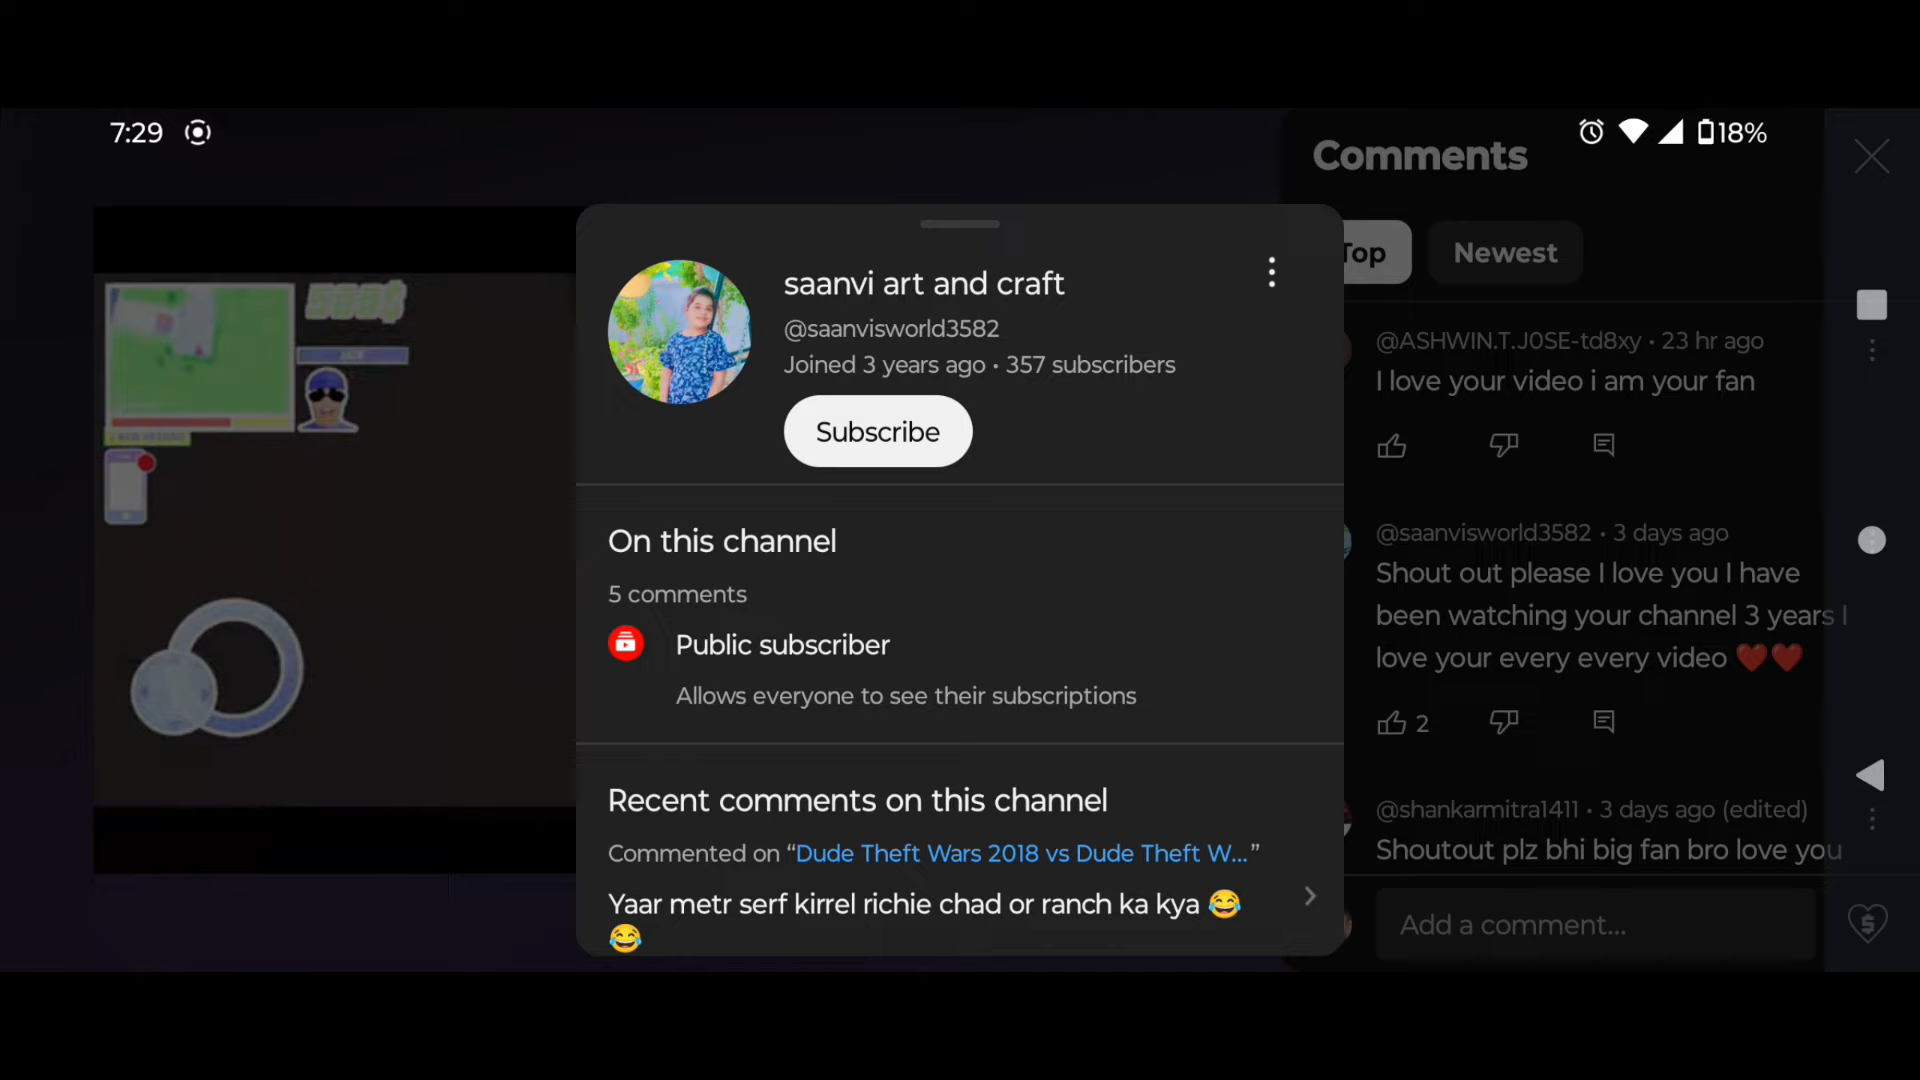 7:29
18%
Comments
Top
Newest
500$
saanvi art and craft
@saanvisworld3582
Joined 3 years ago • 357 subscribers
Subscribe
On this channel
5 comments
Public subscriber
Allows everyone to see their subscriptions
Recent comments on this channel
Commented on “Dude Theft Wars 2018 vs Dude Theft W...”
Yaar metr serf kirrel richie chad or ranch ka kya 😂
😂
@ASHWIN.T.J0SE-td8xy • 23 hr ago
I love your video i am your fan
@saanvisworld3582 • 3 days ago
Shout out please I love you I have
been watching your channel 3 years I
love your every every video ❤️❤️
2
@shankarmitra1411 • 3 days ago (edited)
Shoutout plz bhi big fan bro love you
Add a comment...